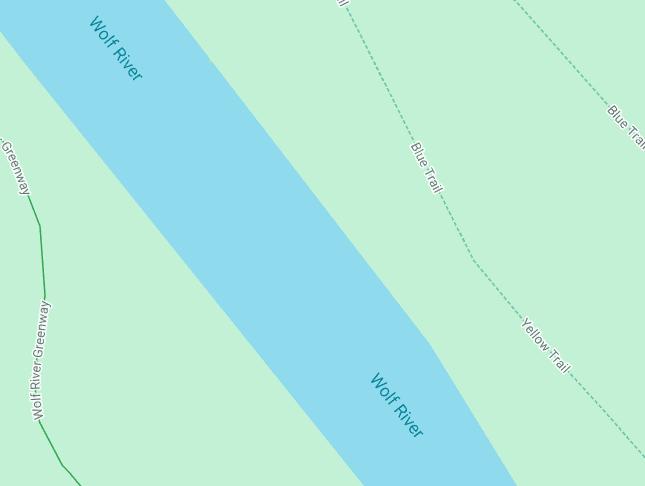 Wolf River
Blue Trail
Greenway
Blue Trail
Wolf River Greenway
Yellow Trail
Wolf River